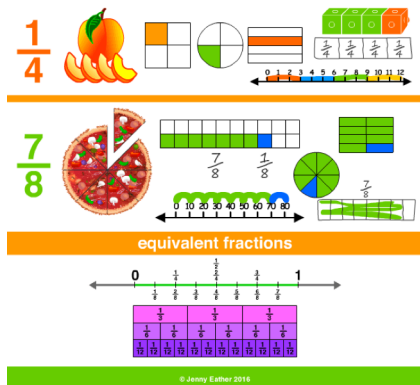 1/4
1/4 1/4 1/4 1/4
0 1 2 3 4 5 6 7 8 9 10 11 12
7/8
7/8 1/8
7/8
0 10 20 30 40 50 60 70 80
equivalent fractions
1/2
0 1/4 2/4 3/4 1
1/8 2/8 3/8 4/8 5/8 6/8 7/8
1/3 1/3 1/3
1/6 1/6 1/6 1/6 1/6 1/6
1/12 1/12 1/12 1/12 1/12 1/12 1/12 1/12 1/12 1/12 1/12 1/12
© Jenny Eather 2016